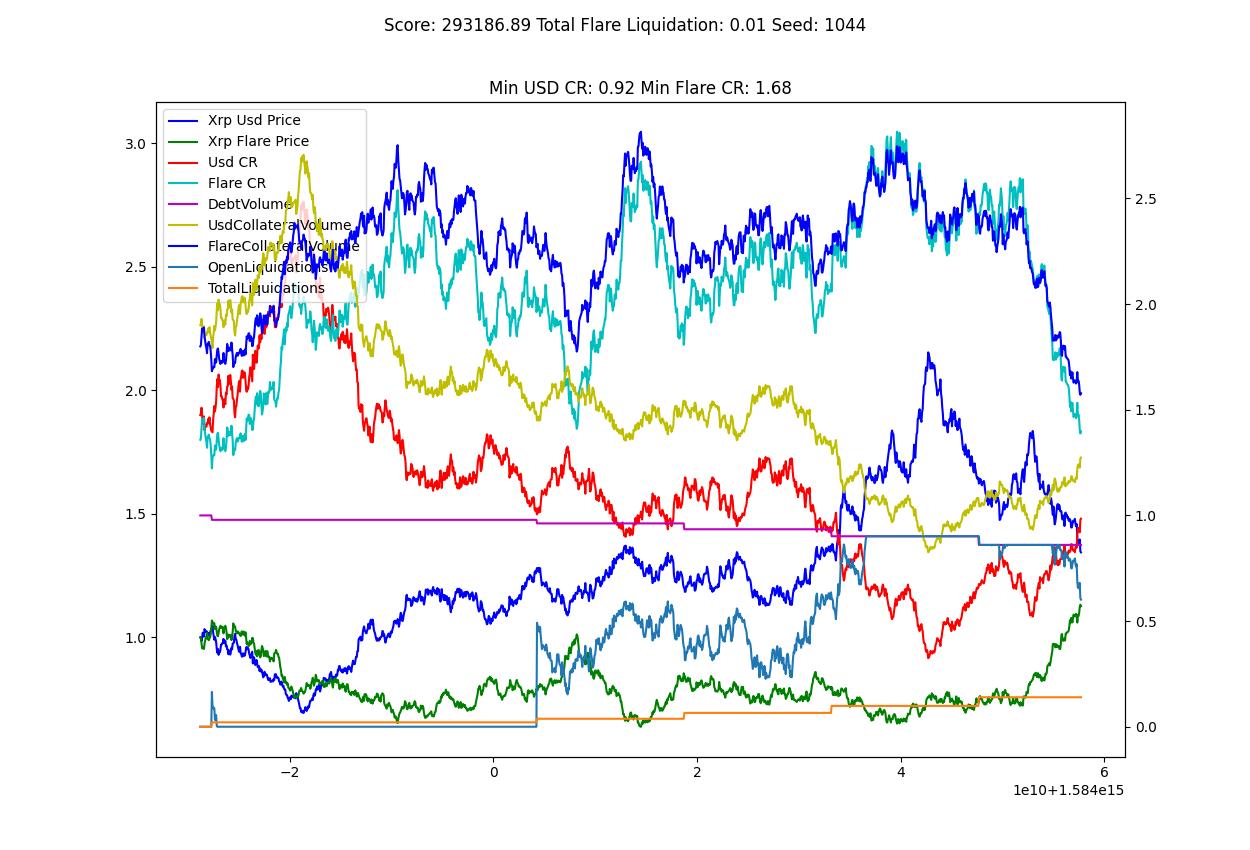 Score: 293186.89 Total Flare Liquidation: 0.01 Seed: 1044
Min USD CR: 0.92 Min Flare CR: 1.68
Xrp Usd Price
Xrp Flare Price
Usd CR
Flare CR
DebtVolume
UsdCollateralVolume
FlareCollateralVolume
OpenLiquidations
TotalLiquidations
3.0
2.5
2.0
1.5
1.0
2.5
2.0
1.5
1.0
0.5
0.0
−2
0
2
4
6
1e10+1.584e15